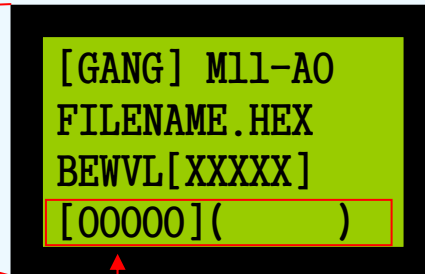 [GANG] M11-A0
FILENAME.HEX
BEWVL[XXXXX]
[00000]( )